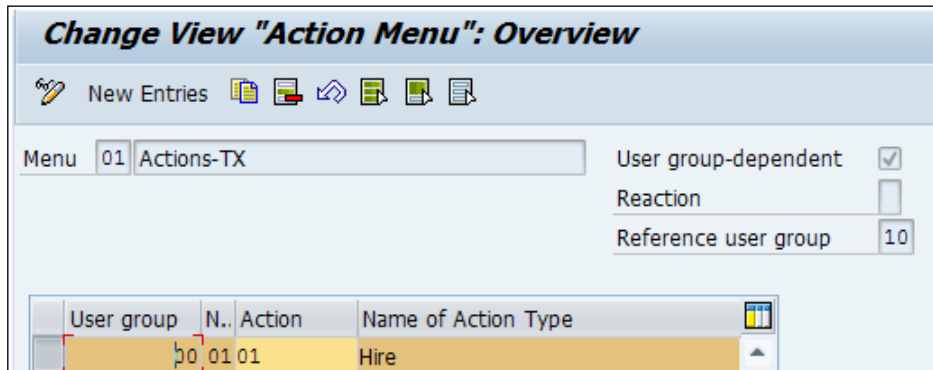 Change View "Action Menu": Overview
New Entries
Menu 01 Actions-TX User group-dependent
Reaction
Reference user group 10
User group N.. Action Name of Action Type
00 01 01 Hire